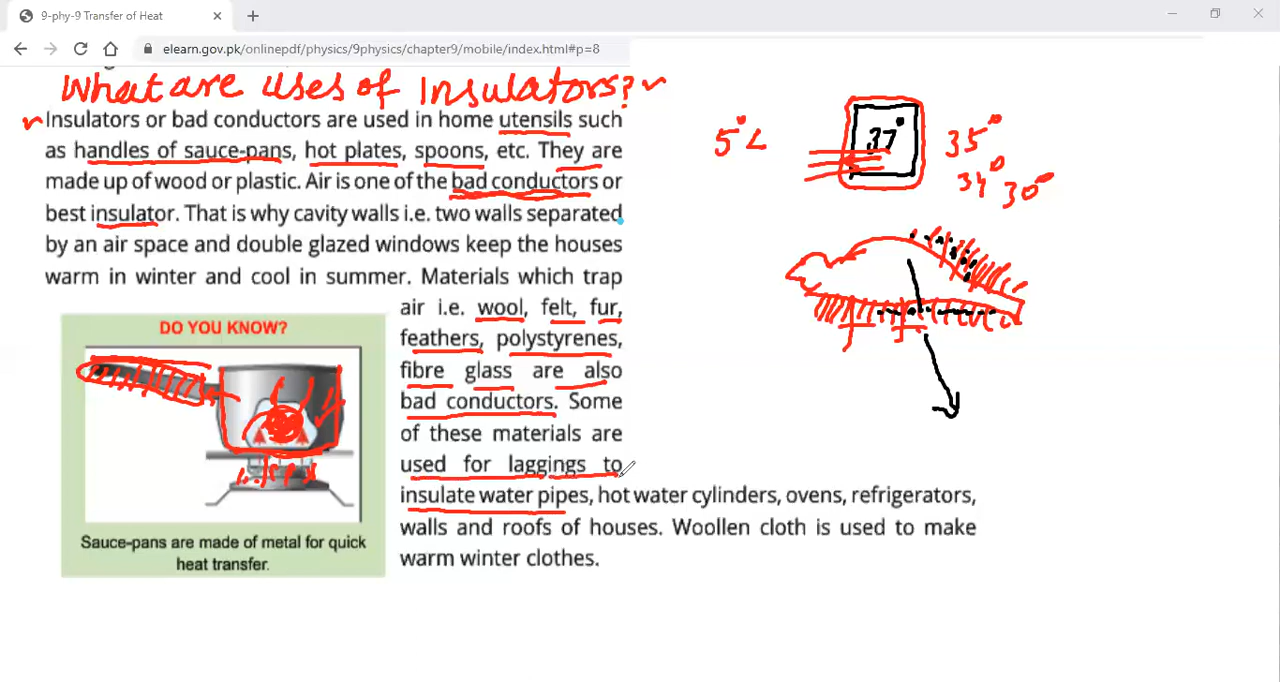 9-phy-9 Transfer of Heat
elearn.gov.pk/onlinepdf/physics/9physics/chapter9/mobile/index.html#p=8
What are Uses of Insulators?
Insulators or bad conductors are used in home utensils such
as handles of sauce-pans, hot plates, spoons, etc. They are
made up of wood or plastic. Air is one of the bad conductors or
best insulator. That is why cavity walls i.e. two walls separated
by an air space and double glazed windows keep the houses
warm in winter and cool in summer. Materials which trap
air i.e. wool, felt, fur,
feathers, polystyrenes,
fibre glass are also
bad conductors. Some
of these materials are
used for laggings to
insulate water pipes, hot water cylinders, ovens, refrigerators,
walls and roofs of houses. Woollen cloth is used to make
warm winter clothes.
DO YOU KNOW?
Sauce-pans are made of metal for quick
heat transfer.
5°
37°
35°
34° 30°